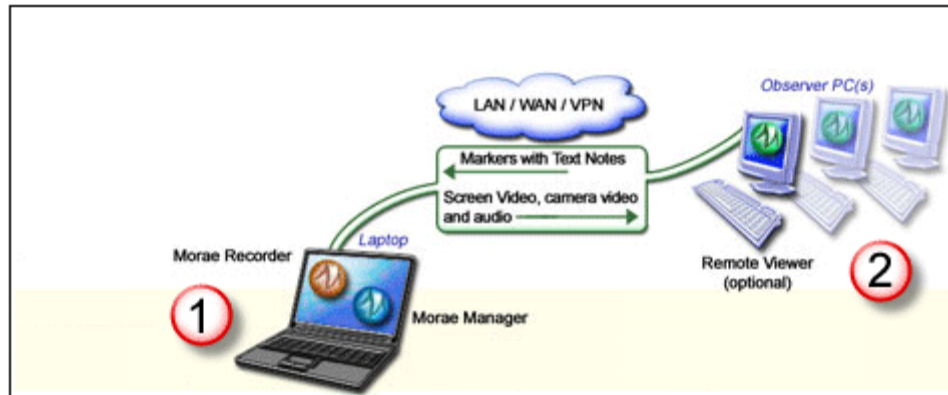 LAN / WAN / VPN
Observer PC(s)
Markers with Text Notes
Screen Video, camera video
and audio
Laptop
Morae Recorder
Remote Viewer
(optional)
2
1
Morae Manager